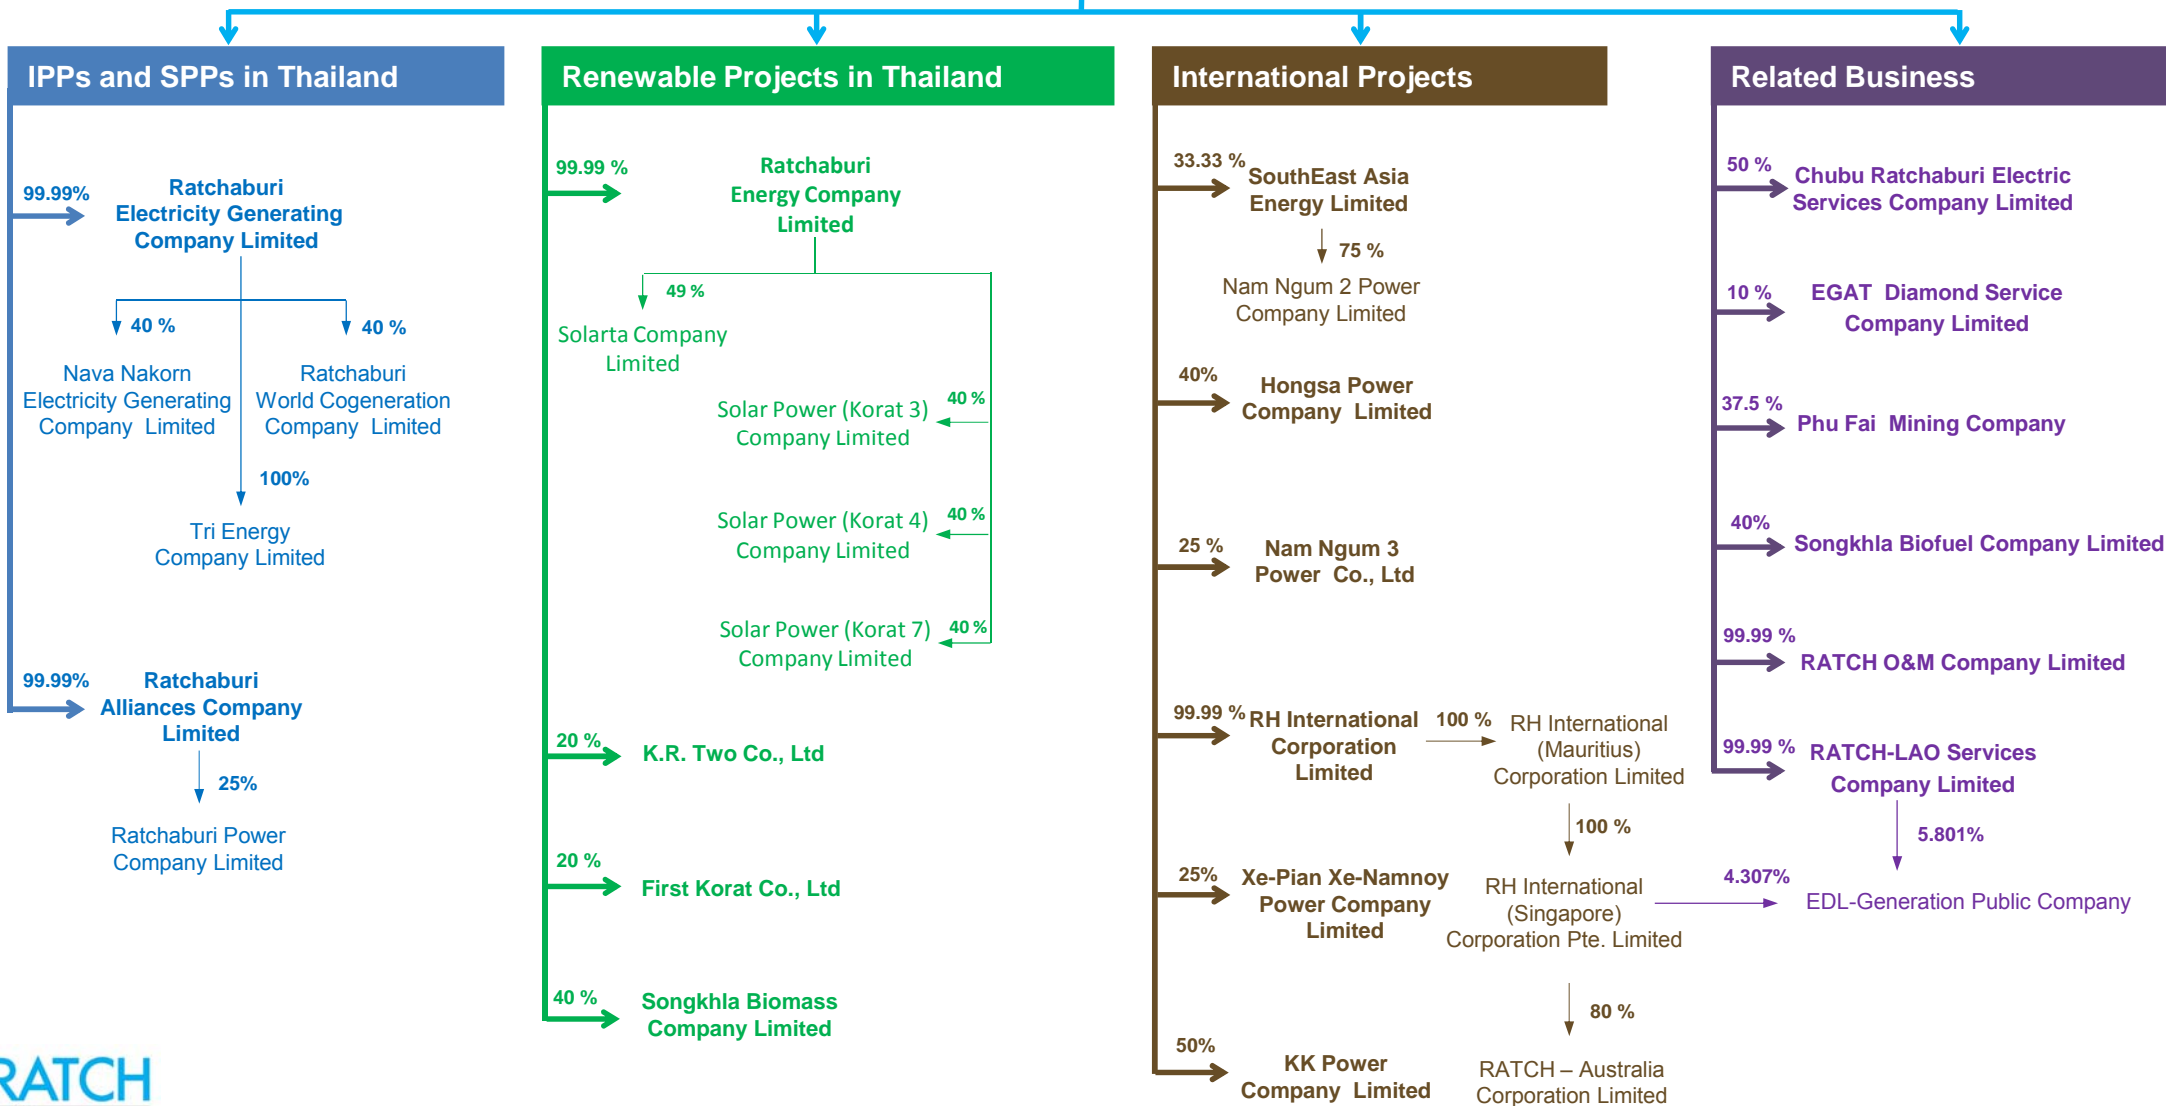 IPPs and SPPs in Thailand
99.99%
Ratchaburi
Electricity Generating
Company Limited
40 %
40 %
Nava Nakorn
Electricity Generating
Company Limited
Ratchaburi
World Cogeneration
Company Limited
100%
Tri Energy
Company Limited
99.99%
Ratchaburi
Alliances Company
Limited
25%
Ratchaburi Power
Company Limited
Renewable Projects in Thailand
99.99 %
Ratchaburi
Energy Company
Limited
49 %
Solarta Company
Limited
Solar Power (Korat 3)
Company Limited
40 %
Solar Power (Korat 4)
Company Limited
40 %
Solar Power (Korat 7)
Company Limited
40 %
20 %
K.R. Two Co., Ltd
20 %
First Korat Co., Ltd
40 %
Songkhla Biomass
Company Limited
International Projects
33.33 %
SouthEast Asia
Energy Limited
75 %
Nam Ngum 2 Power
Company Limited
40%
Hongsa Power
Company Limited
25 %
Nam Ngum 3
Power Co., Ltd
99.99 %
RH International
Corporation
Limited
100 %
RH International
(Mauritius)
Corporation Limited
100 %
25%
Xe-Pian Xe-Namnoy
Power Company
Limited
RH International
(Singapore)
Corporation Pte. Limited
4.307%
80 %
50%
KK Power
Company Limited
RATCH – Australia
Corporation Limited
Related Business
50 %
Chubu Ratchaburi Electric
Services Company Limited
10 %
EGAT Diamond Service
Company Limited
37.5 %
Phu Fai Mining Company
40%
Songkhla Biofuel Company Limited
99.99 %
RATCH O&M Company Limited
99.99 %
RATCH-LAO Services
Company Limited
5.801%
EDL-Generation Public Company
RATCH